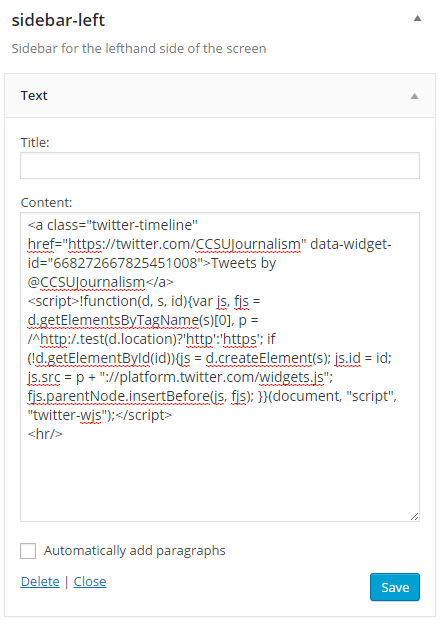 sidebar-left
Sidebar for the lefthand side of the screen
Text
Title:
Content:
<a class="twitter-timeline"
href="https://twitter.com/CCSUJournalism" data-widget-
id="668272667825451008">Tweets by
@CCSUJournalism</a>
<script>!function(d, s, id){var js, fjs =
d.getElementsByTagName(s)[0], p =
/^http:/.test(d.location)?'http':'https'; if
(!d.getElementById(id)){js = d.createElement(s); js.id = id;
js.src = p + "://platform.twitter.com/widgets.js";
fjs.parentNode.insertBefore(js, fjs); }}(document, "script",
"twitter-wjs");</script>
<hr/>
Automatically add paragraphs
Delete | Close
Save